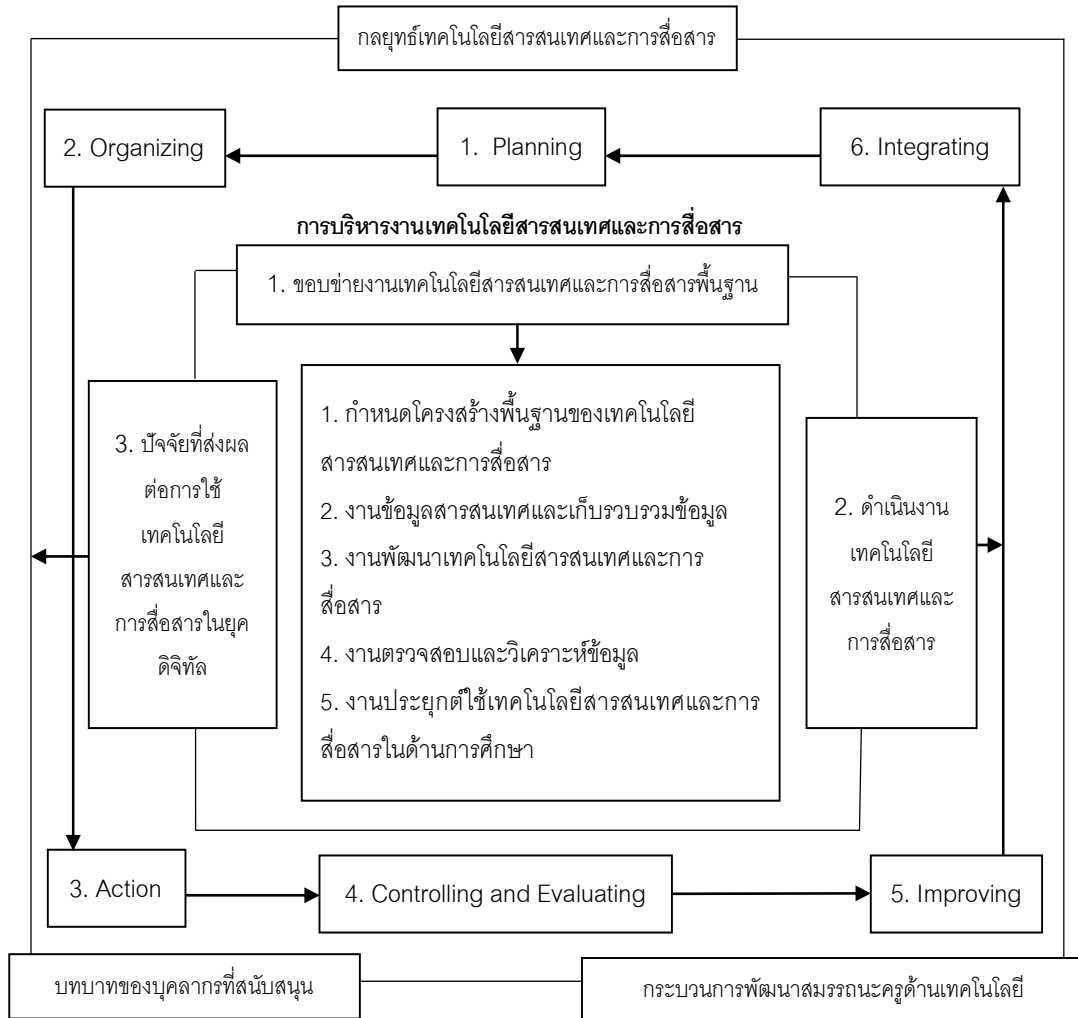 กลยุทธ์เทคโนโลยีสารสนเทศและการสื่อสาร
2. Organizing
1. Planning
6. Integrating
การบริหารงานเทคโนโลยีสารสนเทศและการสื่อสาร
1. ขอบข่ายงานเทคโนโลยีสารสนเทศและการสื่อสารพื้นฐาน
3. ปัจจัยที่ส่งผล
ต่อการใช้
เทคโนโลยี
สารสนเทศและ
การสื่อสารในยุค
ดิจิทัล
1. กำหนดโครงสร้างพื้นฐานของเทคโนโลยี
สารสนเทศและการสื่อสาร
2. งานข้อมูลสารสนเทศและเก็บรวบรวมข้อมูล
3. งานพัฒนาเทคโนโลยีสารสนเทศและการ
สื่อสาร
4. งานตรวจสอบและวิเคราะห์ข้อมูล
5. งานประยุกต์ใช้เทคโนโลยีสารสนเทศและการ
สื่อสารในด้านการศึกษา
2. ดำเนินงาน
เทคโนโลยี
สารสนเทศและ
การสื่อสาร
3. Action
4. Controlling and Evaluating
5. Improving
บทบาทของบุคลากรที่สนับสนุน
กระบวนการพัฒนาสมรรถนะครูด้านเทคโนโลยี